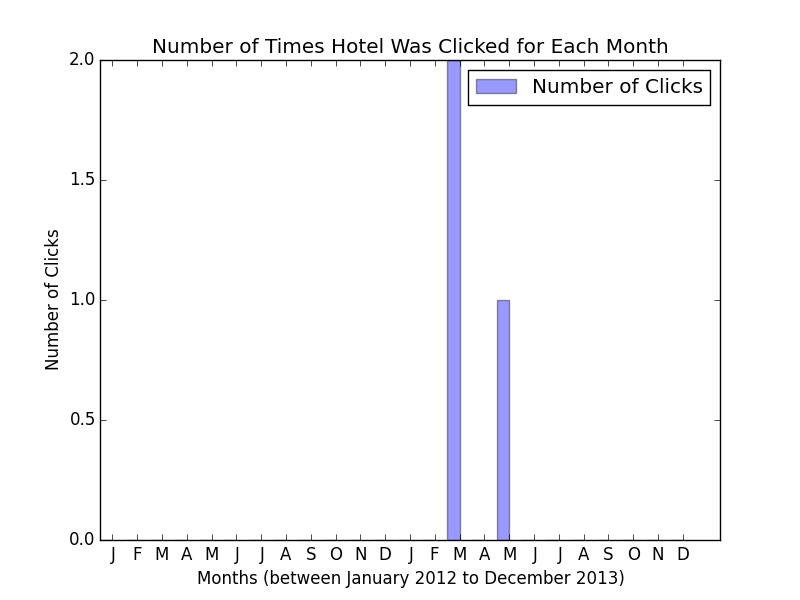 Number of Times Hotel Was Clicked for Each Month
Number of Clicks
2.0
1.5
1.0
0.5
0.0
Number of Clicks
J F M A M J J A S O N D J F M A M J J A S O N D
Months (between January 2012 to December 2013)